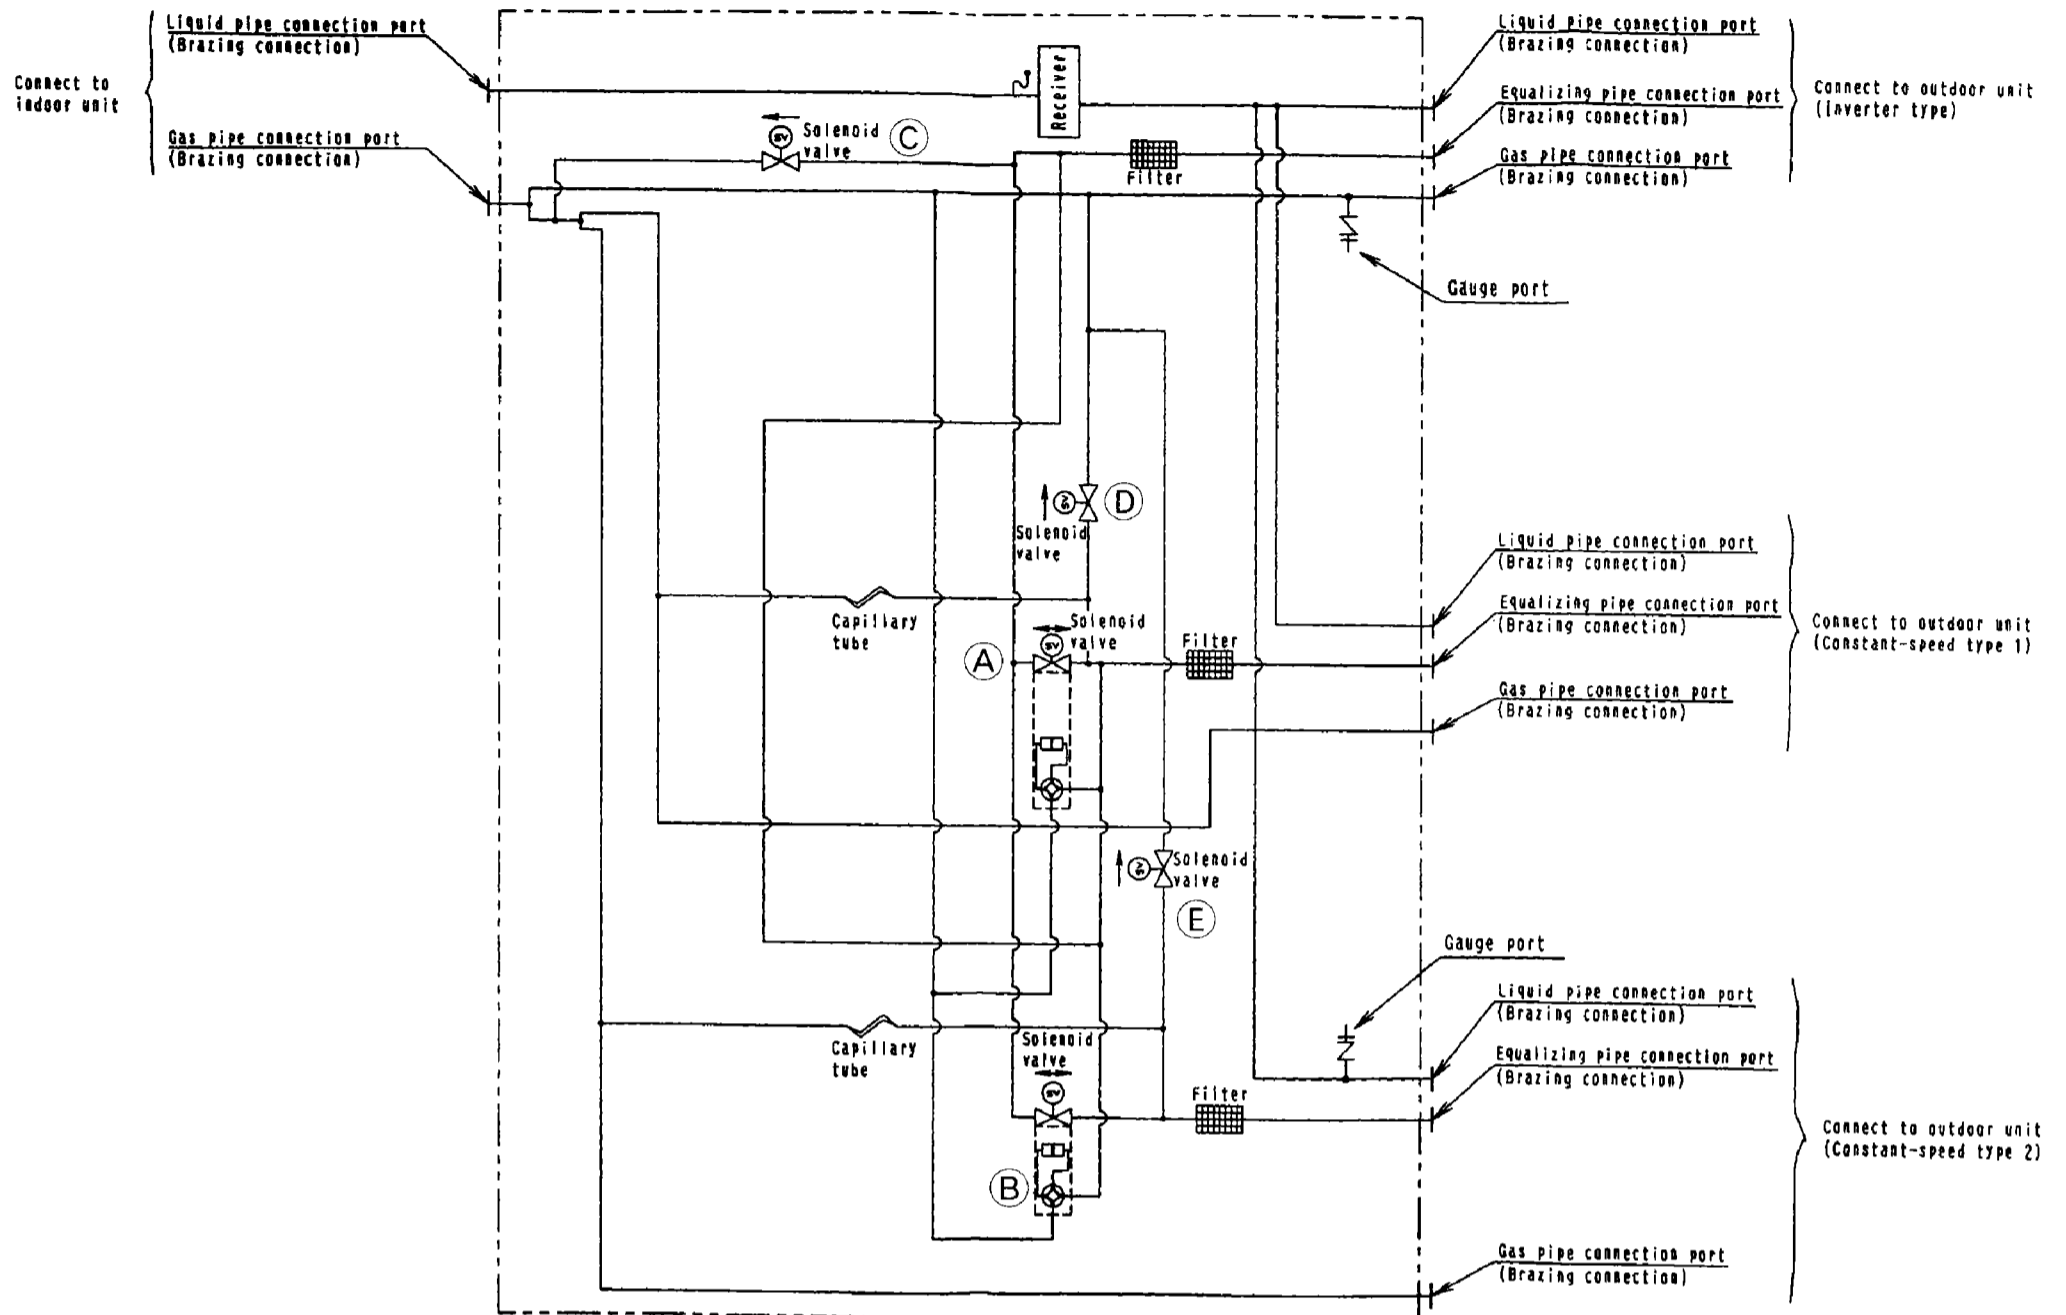 Liquid pipe connection port
(Brazing connection)
Connect to
indoor unit
Gas pipe connection port
(Brazing connection)
Receiver
SV
Solenoid
valve
C
Filter
Liquid pipe connection port
(Brazing connection)
Equalizing pipe connection port
(Brazing connection)
Gas pipe connection port
(Brazing connection)
Connect to outdoor unit
(Inverter type)
Gauge port
SV
D
Solenoid
valve
Capillary
tube
A
SV
Solenoid
valve
Filter
Liquid pipe connection port
(Brazing connection)
Equalizing pipe connection port
(Brazing connection)
Gas pipe connection port
(Brazing connection)
Connect to outdoor unit
(Constant-speed type 1)
SV
Solenoid
valve
E
Gauge port
Capillary
tube
Solenoid
valve
SV
B
Filter
Liquid pipe connection port
(Brazing connection)
Equalizing pipe connection port
(Brazing connection)
Gas pipe connection port
(Brazing connection)
Connect to outdoor unit
(Constant-speed type 2)